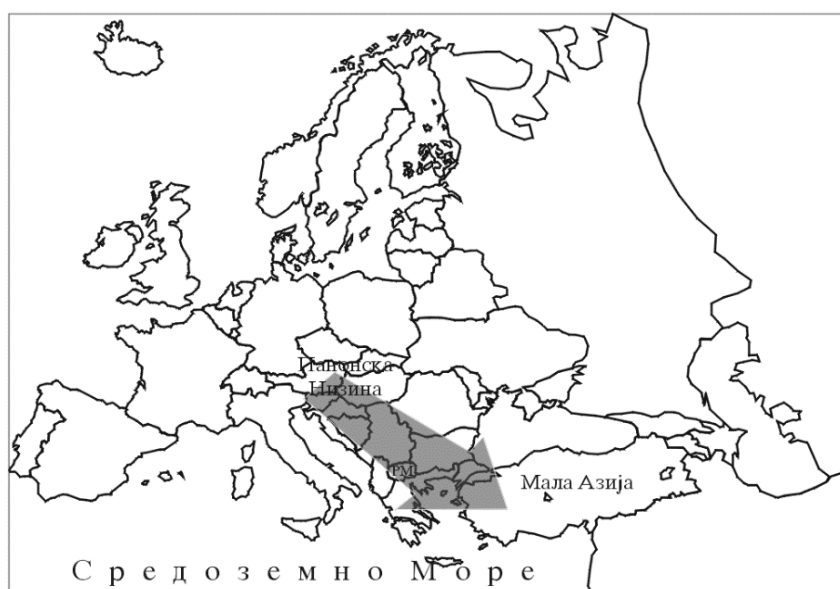 Панонска
Низина
РМ
Мала Азија
Средоземно Море